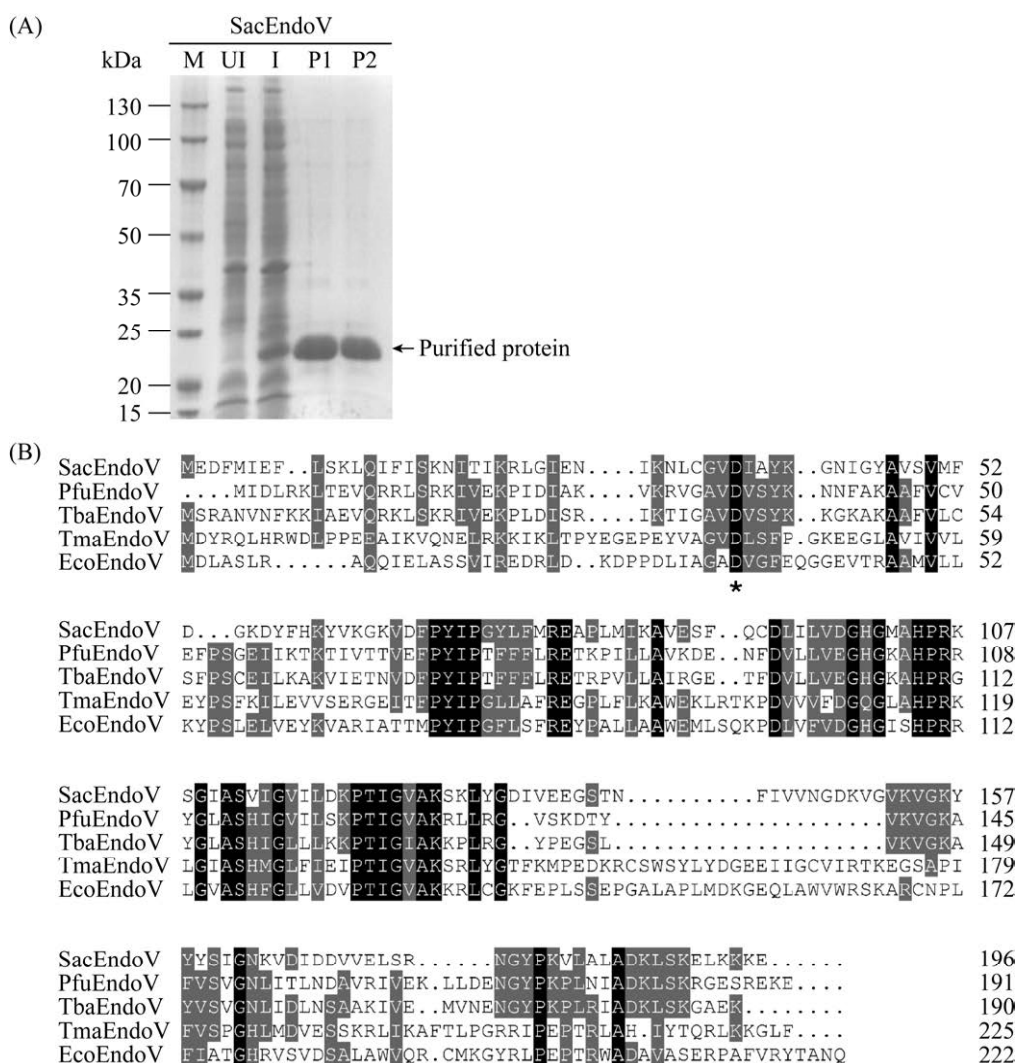 (A)
SacEndoV
kDa M UI I P1 P2
130
100
70
50
35
25
20
15
Purified protein
(B)
SacEndoV MEDFMIEF..LSKLQIFISKNITIKRLGIEN....IKNLCGVDIAYK..GNIGYAVSVMF 52
PfuEndoV ....MIDLRKLTEVQRRLSRKIVEKPIDIAK....VKRVGAVDVSYK..NNFAKAAFVCV 50
TbaEndoV MSRANVNFKKIAEVQRKLSKRIVEKPLDISR....IKTIGAVDVSYK..KGKAKAAFVLC 54
TmaEndoV MDYRQLHRWDLPPEEAIKVQNELRKKIKLTPYEGEPEYVAGVDLSFP.GKEEGLAVIVVL 59
EcoEndoV MDLASLR......AQQIELASSVIREDRLD..KDPPDLIAGADVGFEQGGEVTRAAMVLL 52
*
SacEndoV D...GKDYFHKYVKGKVDFPYIPGYLFMREAPLMIKAVESF..QCDLILVDGHGMAHPRK 107
PfuEndoV EFPSGEIIKTKTIVTTVEFPYIPTFFFLRETKPILLAVKDE..NFDVLLVEGHGKAHPRR 108
TbaEndoV SFPSCEILKAKVIETNVDFPYIPTFFFLRETRPVLLAIRGE..TFDVLLVEGHGKAHPRG 112
TmaEndoV EYPSFKILEVVSERGELTFPYIPGLLAFREGPLFLKAWEKLRTKPDVVVFDGQGLAHPRK 119
EcoEndoV KYPSLELVEYKVARIATTMPYIPGFLSFREYPALLAAWEMLSQKPDLVFVDGHGISHPRR 112
SacEndoV SGIASVIGVILDKPTIGVAKSKLYGDIVEEGSTN..........FIVVNGDKVGVKVGKY 157
PfuEndoV YGLASHIGVILSKPTIGVAKRLLRG..VSKDTY.....................VKVGKA 145
TbaEndoV YGLASHIGLLLKKPTIGIAKKPLRG..YPEGSL.....................VKVGKA 149
TmaEndoV LGIASHMGLFIEIPTIGVAKSRLYGTFKMPEDKRCSWSYLYDGEEIIGCVIRTKEGSAPI 179
EcoEndoV LGVASHFGLLVDVPTIGVAKKRLCGKFEPLSSEPGALAPLMDKGEQLAWVWRSKARCNPL 172
SacEndoV YYSIGNKVDIDDVVELSR......NGYPKVLALADKLSKELKKKE...... 196
PfuEndoV FVSVGNLITLNDAVRIVEK.LLDENGYPKPLNIADKLSKRGESREKE.... 191
TbaEndoV YVSVGNLIDLNSAAKIVE..MVNENGYPKPLRIADKLSKGAEK........ 190
TmaEndoV FVSPGHLMDVESSKRLIKAFTLPGRRIPEPTRLAH.IYTQRLKKGLF.... 225
EcoEndoV FIATGHRVSVDSALAWVQR.CMKGYRLPEPTRWADAVASERPAFVRYTANQ 222